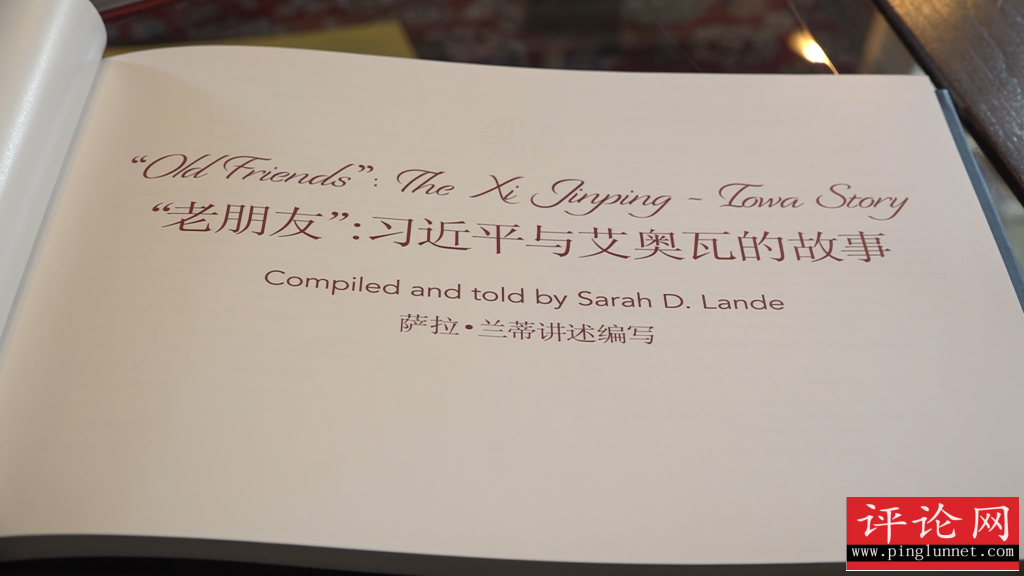 “Old Friends”: The Xi Jinping ~ Iowa Story
“老朋友”:习近平与艾奥瓦的故事
Compiled and told by Sarah D. Lande
萨拉•兰蒂讲述编写
评论网
www.pinglunnet.com